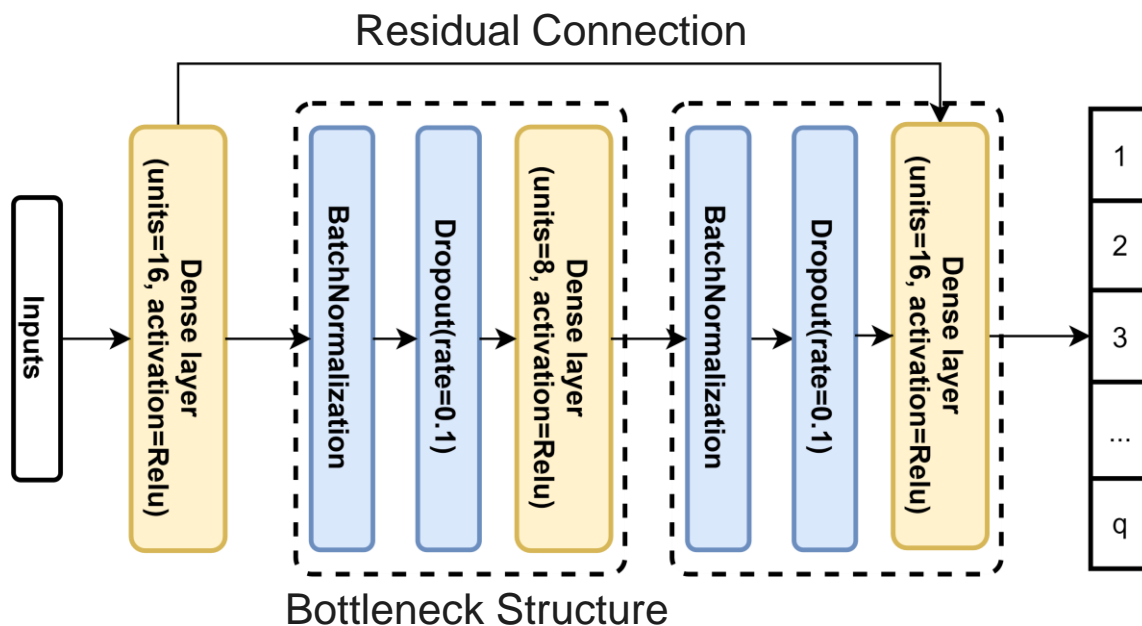 Residual Connection
Inputs
Dense layer
(units=16, activation=Relu)
BatchNormalization
Dropout(rate=0.1)
Dense layer
(units=8, activation=Relu)
BatchNormalization
Dropout(rate=0.1)
Dense layer
(units=16, activation=Relu)
1
2
3
...
q
Bottleneck Structure